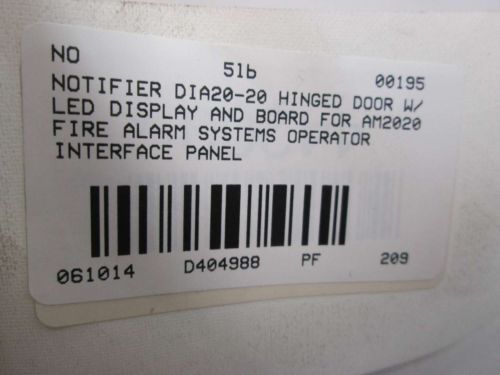 NO 5lb 00195
NOTIFIER DIA20-20 HINGED DOOR W/
LED DISPLAY AND BOARD FOR AM2020
FIRE ALARM SYSTEMS OPERATOR
INTERFACE PANEL
061014 D404988 PF 209